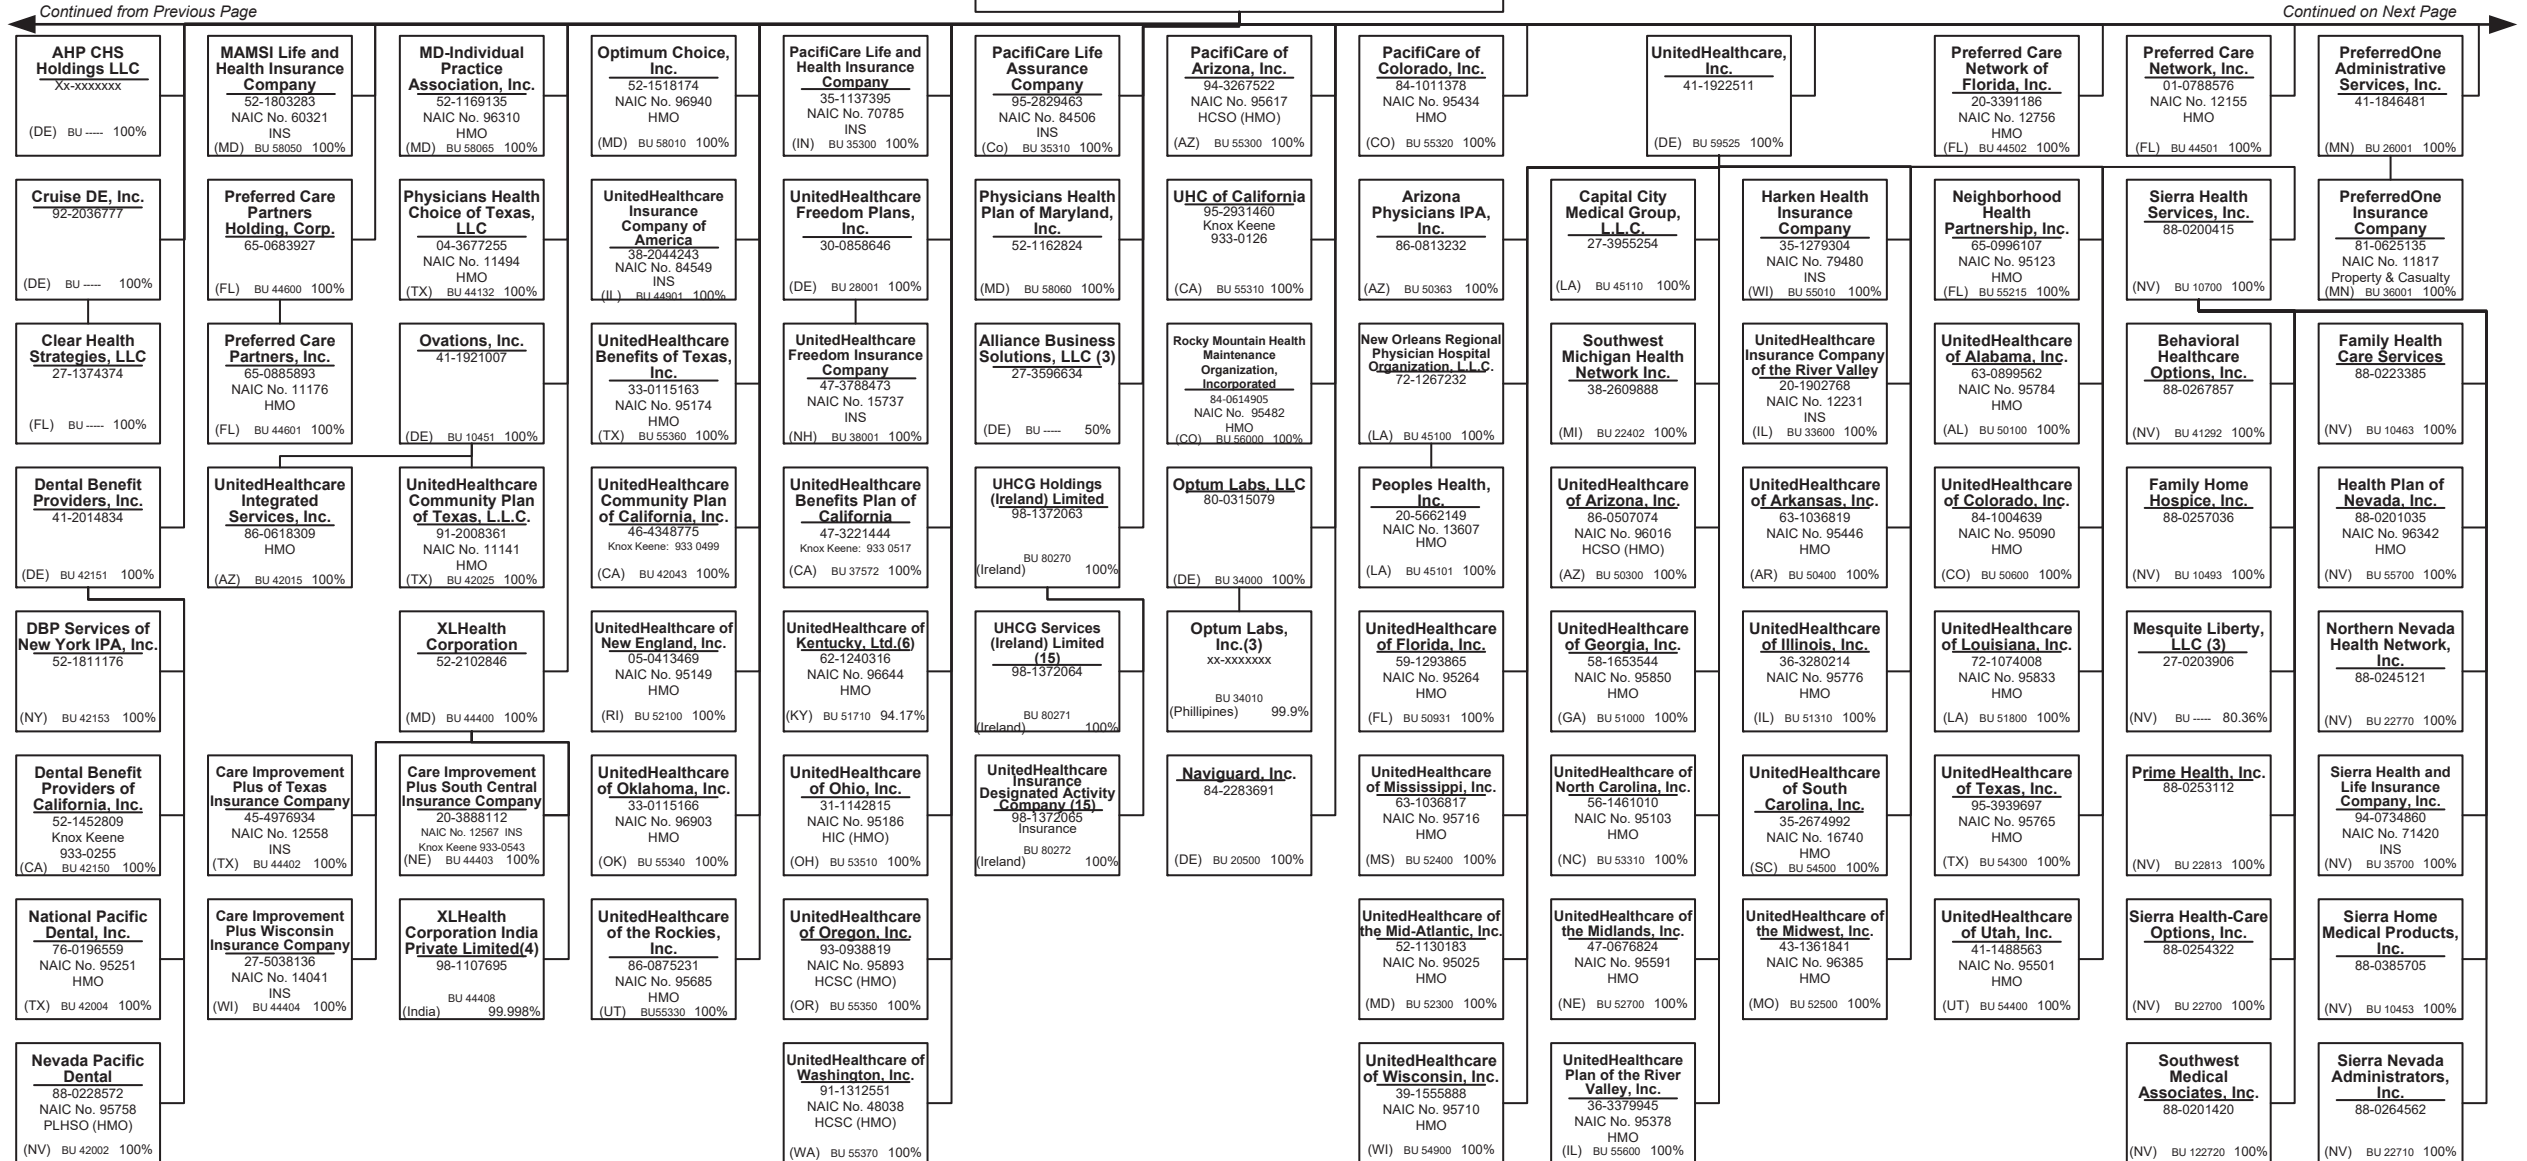 Continued from Previous Page
Continued on Next Page
AHP CHS
Holdings LLC
Xx-xxxxxxx
(DE) BU ----- 100%
MAMSI Life and
Health Insurance
Company
52-1803283
NAIC No. 60321
INS
(MD) BU 58050 100%
MD-Individual
Practice
Association, Inc.
52-1169135
NAIC No. 96310
HMO
(MD) BU 58065 100%
Optimum Choice,
Inc.
52-1518174
NAIC No. 96940
HMO
(MD) BU 58010 100%
PacifiCare Life and
Health Insurance
Company
35-1137395
NAIC No. 70785
INS
(IN) BU 35300 100%
PacifiCare Life
Assurance
Company
95-2829463
NAIC No. 84506
INS
(Co) BU 35310 100%
PacifiCare of
Arizona, Inc.
94-3267522
NAIC No. 95617
HCSO (HMO)
(AZ) BU 55300 100%
PacifiCare of
Colorado, Inc.
84-1011378
NAIC No. 95434
HMO
(CO) BU 55320 100%
UnitedHealthcare,
Inc.
41-1922511
(DE) BU 59525 100%
Preferred Care
Network of
Florida, Inc.
20-3391186
NAIC No. 12756
HMO
(FL) BU 44502 100%
Preferred Care
Network, Inc.
01-0788576
NAIC No. 12155
HMO
(FL) BU 44501 100%
PreferredOne
Administrative
Services, Inc.
41-1846481
(MN) BU 26001 100%
Cruise DE, Inc.
92-2036777
(DE) BU ----- 100%
Preferred Care
Partners
Holding, Corp.
65-0683927
(FL) BU 44600 100%
Physicians Health
Choice of Texas,
LLC
04-3677255
NAIC No. 11494
HMO
(TX) BU 44132 100%
UnitedHealthcare
Insurance
Company of
America
38-2044243
NAIC No. 84549
INS
(IL) BU 44901 100%
UnitedHealthcare
Freedom Plans,
Inc.
30-0858646
(DE) BU 28001 100%
Physicians Health
Plan of Maryland,
Inc.
52-1162824
(MD) BU 58060 100%
UHC of California
95-2931460
Knox Keene
933-0126
(CA) BU 55310 100%
Arizona
Physicians IPA,
Inc.
86-0813232
(AZ) BU 50363 100%
Capital City
Medical Group,
L.L.C.
27-3955254
(LA) BU 45110 100%
Harken Health
Insurance
Company
35-1279304
NAIC No. 79480
INS
(WI) BU 55010 100%
Neighborhood
Health
Partnership, Inc.
65-0996107
NAIC No. 95123
HMO
(FL) BU 55215 100%
Sierra Health
Services, Inc.
88-0200415
(NV) BU 10700 100%
PreferredOne
Insurance
Company
81-0625135
NAIC No. 11817
Property & Casualty
(MN) BU 36001 100%
Clear Health
Strategies, LLC
27-1374374
(FL) BU ----- 100%
Preferred Care
Partners, Inc.
65-0885893
NAIC No. 11176
HMO
(FL) BU 44601 100%
Ovations, Inc.
41-1921007
(DE) BU 10451 100%
UnitedHealthcare
Benefits of Texas,
Inc.
33-0115163
NAIC No. 95174
HMO
(TX) BU 55360 100%
UnitedHealthcare
Freedom Insurance
Company
47-3788473
NAIC No. 15737
INS
(NH) BU 38001 100%
Alliance Business
Solutions, LLC (3)
27-3596634
(DE) BU ----- 50%
Rocky Mountain Health
Maintenance
Organization,
Incorporated
84-0614905
NAIC No. 95482
HMO
(CO) BU 56000 100%
New Orleans Regional
Physician Hospital
Organization, L.L.C.
72-1267232
(LA) BU 45100 100%
Southwest
Michigan Health
Network Inc.
38-2609888
(MI) BU 22402 100%
UnitedHealthcare
Insurance Company
of the River Valley
20-1902768
NAIC No. 12231
INS
(IL) BU 33600 100%
UnitedHealthcare
of Alabama, Inc.
63-0899562
NAIC No. 95784
HMO
(AL) BU 50100 100%
Behavioral
Healthcare
Options, Inc.
88-0267857
(NV) BU 41292 100%
Family Health
Care Services
88-0223385
(NV) BU 10463 100%
Dental Benefit
Providers, Inc.
41-2014834
(DE) BU 42151 100%
UnitedHealthcare
Integrated
Services, Inc.
86-0618309
HMO
(AZ) BU 42015 100%
UnitedHealthcare
Community Plan
of Texas, L.L.C.
91-2008361
NAIC No. 11141
HMO
(TX) BU 42025 100%
UnitedHealthcare
Community Plan
of California, Inc.
46-4348775
Knox Keene: 933 0499
(CA) BU 42043 100%
UnitedHealthcare
Benefits Plan of
California
47-3221444
Knox Keene: 933 0517
(CA) BU 37572 100%
UHCG Holdings
(Ireland) Limited
98-1372063
BU 80270
(Ireland) 100%
Optum Labs, LLC
80-0315079
(DE) BU 34000 100%
Peoples Health,
Inc.
20-5662149
NAIC No. 13607
HMO
(LA) BU 45101 100%
UnitedHealthcare
of Arizona, Inc.
86-0507074
NAIC No. 96016
HCSO (HMO)
(AZ) BU 50300 100%
UnitedHealthcare
of Arkansas, Inc.
63-1036819
NAIC No. 95446
HMO
(AR) BU 50400 100%
UnitedHealthcare
of Colorado, Inc.
84-1004639
NAIC No. 95090
HMO
(CO) BU 50600 100%
Family Home
Hospice, Inc.
88-0257036
(NV) BU 10493 100%
Health Plan of
Nevada, Inc.
88-0201035
NAIC No. 96342
HMO
(NV) BU 55700 100%
DBP Services of
New York IPA, Inc.
52-1811176
(NY) BU 42153 100%
XLHealth
Corporation
52-2102846
(MD) BU 44400 100%
UnitedHealthcare of
New England, Inc.
05-0413469
NAIC No. 95149
HMO
(RI) BU 52100 100%
UnitedHealthcare of
Kentucky, Ltd.(6)
62-1240316
NAIC No. 96644
HMO
(KY) BU 51710 94.17%
UHCG Services
(Ireland) Limited
(15)
98-1372064
BU 80271
(Ireland) 100%
Optum Labs,
Inc.(3)
xx-xxxxxxx
BU 34010
(Phillipines) 99.9%
UnitedHealthcare
of Florida, Inc.
59-1293865
NAIC No. 95264
HMO
(FL) BU 50931 100%
UnitedHealthcare
of Georgia, Inc.
58-1653544
NAIC No. 95850
HMO
(GA) BU 51000 100%
UnitedHealthcare
of Illinois, Inc.
36-3280214
NAIC No. 95776
HMO
(IL) BU 51310 100%
UnitedHealthcare
of Louisiana, Inc.
72-1074008
NAIC No. 95833
HMO
(LA) BU 51800 100%
Mesquite Liberty,
LLC (3)
27-0203906
(NV) BU ----- 80.36%
Northern Nevada
Health Network,
Inc.
88-0245121
(NV) BU 22770 100%
Dental Benefit
Providers of
California, Inc.
52-1452809
Knox Keene
933-0255
(CA) BU 42150 100%
Care Improvement
Plus of Texas
Insurance Company
45-4976934
NAIC No. 12558
INS
(TX) BU 44402 100%
Care Improvement
Plus South Central
Insurance Company
20-3888112
NAIC No. 12567 INS
Knox Keene 933-0543
(NE) BU 44403 100%
UnitedHealthcare
of Oklahoma, Inc.
33-0115166
NAIC No. 96903
HMO
(OK) BU 55340 100%
UnitedHealthcare
of Ohio, Inc.
31-1142815
NAIC No. 95186
HIC (HMO)
(OH) BU 53510 100%
UnitedHealthcare
Insurance
Designated Activity
Company (15)
98-1372065
Insurance
BU 80272
(Ireland) 100%
Naviguard, Inc.
84-2283691
(DE) BU 20500 100%
UnitedHealthcare
of Mississippi, Inc.
63-1036817
NAIC No. 95716
HMO
(MS) BU 52400 100%
UnitedHealthcare of
North Carolina, Inc.
56-1461010
NAIC No. 95103
HMO
(NC) BU 53310 100%
UnitedHealthcare
of South
Carolina, Inc.
35-2674992
NAIC No. 16740
HMO
(SC) BU 54500 100%
UnitedHealthcare
of Texas, Inc.
95-3939697
NAIC No. 95765
HMO
(TX) BU 54300 100%
Prime Health, Inc.
88-0253112
(NV) BU 22813 100%
Sierra Health and
Life Insurance
Company, Inc.
94-0734860
NAIC No. 71420
INS
(NV) BU 35700 100%
National Pacific
Dental, Inc.
76-0196559
NAIC No. 95251
HMO
(TX) BU 42004 100%
Care Improvement
Plus Wisconsin
Insurance Company
27-5038136
NAIC No. 14041
INS
(WI) BU 44404 100%
XLHealth
Corporation India
Private Limited(4)
98-1107695
BU 44408
(India) 99.998%
UnitedHealthcare
of the Rockies,
Inc.
86-0875231
NAIC No. 95685
HMO
(UT) BU55330 100%
UnitedHealthcare
of Oregon, Inc.
93-0938819
NAIC No. 95893
HCSC (HMO)
(OR) BU 55350 100%
UnitedHealthcare of
the Mid-Atlantic, Inc.
52-1130183
NAIC No. 95025
HMO
(MD) BU 52300 100%
UnitedHealthcare of
the Midlands, Inc.
47-0676824
NAIC No. 95591
HMO
(NE) BU 52700 100%
UnitedHealthcare of
the Midwest, Inc.
43-1361841
NAIC No. 96385
HMO
(MO) BU 52500 100%
UnitedHealthcare
of Utah, Inc.
41-1488563
NAIC No. 95501
HMO
(UT) BU 54400 100%
Sierra Health-Care
Options, Inc.
88-0254322
(NV) BU 22700 100%
Sierra Home
Medical Products,
Inc.
88-0385705
(NV) BU 10453 100%
Nevada Pacific
Dental
88-0228572
NAIC No. 95758
PLHSO (HMO)
(NV) BU 42002 100%
UnitedHealthcare of
Washington, Inc.
91-1312551
NAIC No. 48038
HCSC (HMO)
(WA) BU 55370 100%
UnitedHealthcare
of Wisconsin, Inc.
39-1555888
NAIC No. 95710
HMO
(WI) BU 54900 100%
UnitedHealthcare
Plan of the River
Valley, Inc.
36-3379945
NAIC No. 95378
HMO
(IL) BU 55600 100%
Southwest
Medical
Associates, Inc.
88-0201420
(NV) BU 122720 100%
Sierra Nevada
Administrators,
Inc.
88-0264562
(NV) BU 22710 100%